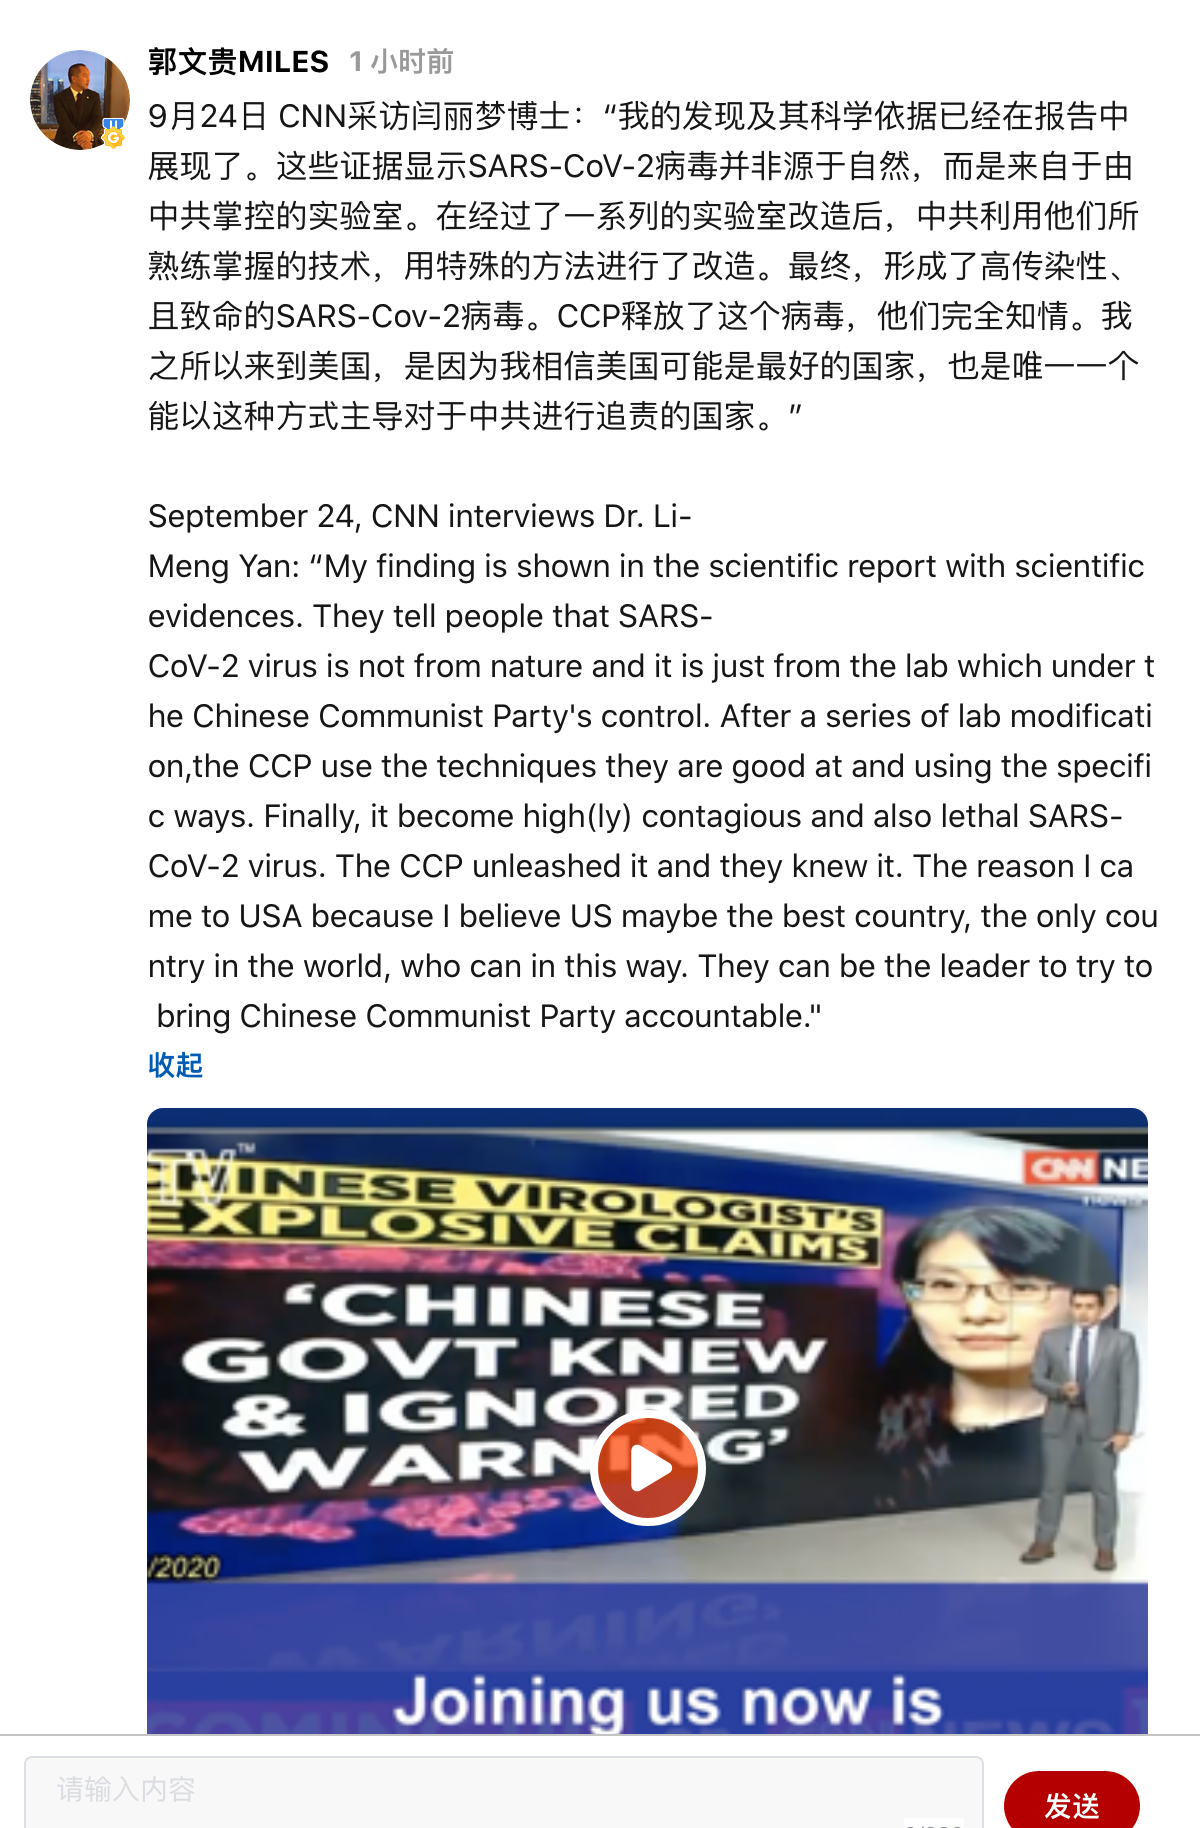 郭文贵MILES 1 小时前
9月24日 CNN采访闫丽梦博士：“我的发现及其科学依据已经在报告中
展现了。这些证据显示SARS-CoV-2病毒并非源于自然，而是来自于由
中共掌控的实验室。在经过了一系列的实验室改造后，中共利用他们所
熟练掌握的技术，用特殊的方法进行了改造。最终，形成了高传染性、
且致命的SARS-Cov-2病毒。CCP释放了这个病毒，他们完全知情。我
之所以来到美国，是因为我相信美国可能是最好的国家，也是唯一一个
能以这种方式主导对于中共进行追责的国家。”
September 24, CNN interviews Dr. Li-
Meng Yan: “My finding is shown in the scientific report with scientific
evidences. They tell people that SARS-
CoV-2 virus is not from nature and it is just from the lab which under t
he Chinese Communist Party's control. After a series of lab modificati
on,the CCP use the techniques they are good at and using the specifi
c ways. Finally, it become high(ly) contagious and also lethal SARS-
CoV-2 virus. The CCP unleashed it and they knew it. The reason I ca
me to USA because I believe US maybe the best country, the only cou
ntry in the world, who can in this way. They can be the leader to try to
bring Chinese Communist Party accountable."
收起
TV™
CNN NE
CHINESE VIROLOGIST'S
EXPLOSIVE CLAIMS
‘CHINESE
GOVT KNEW
& IGNORED
WARNING’
/2020
Joining us now is
请输入内容
发送